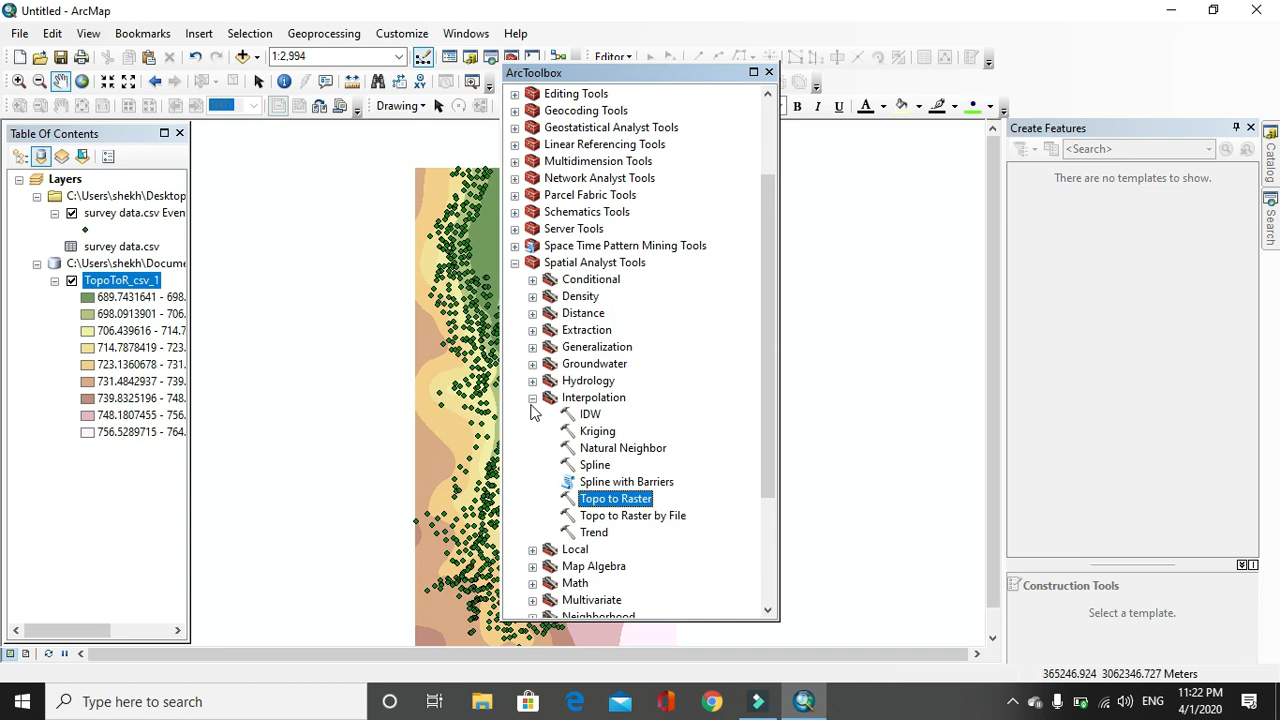 Untitled - ArcMap
File Edit View Bookmarks Insert Selection Geoprocessing Customize Windows Help
1:2,994
Editor
ArcToolbox
Drawing
B I U A
Table Of Contents
Layers
C:\Users\shekh\Desktop
survey data.csv Even
survey data.csv
C:\Users\shekh\Docume
TopoToR_csv_1
689.7431641 - 698.
698.0913901 - 706.
706.439616 - 714.7
714.7878419 - 723.
723.1360678 - 731.
731.4842937 - 739.
739.8325196 - 748.
748.1807455 - 756.
756.5289715 - 764.
Editing Tools
Geocoding Tools
Geostatistical Analyst Tools
Linear Referencing Tools
Multidimension Tools
Network Analyst Tools
Parcel Fabric Tools
Schematics Tools
Server Tools
Space Time Pattern Mining Tools
Spatial Analyst Tools
Conditional
Density
Distance
Extraction
Generalization
Groundwater
Hydrology
Interpolation
IDW
Kriging
Natural Neighbor
Spline
Spline with Barriers
Topo to Raster
Topo to Raster by File
Trend
Local
Map Algebra
Math
Multivariate
Neighborhood
Create Features
<Search>
There are no templates to show.
Catalog
Search
Construction Tools
Select a template.
365246.924 3062346.727 Meters
Type here to search
ENG
11:22 PM
4/1/2020